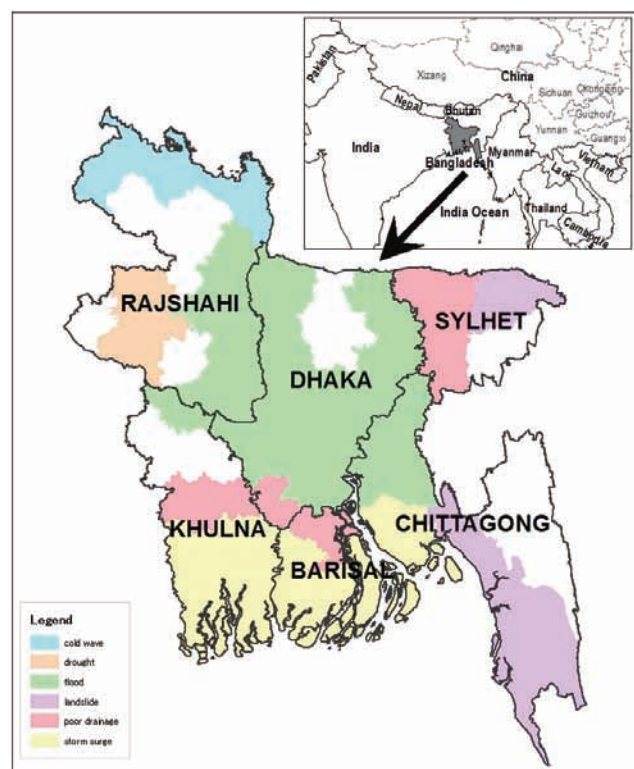 Pakistan
Qinghai
Xizang
China
Sichuan
Chongqing
Nepal
Bhutan
Guizhou
Yunnan
Guangxi
India
Bangladesh
Myanmar
Vietnam
Lao
India Ocean
Thailand
Cambodia
RAJSHAHI
SYLHET
DHAKA
KHULNA
CHITTAGONG
BARISAL
Legend
cold wave
drought
flood
landslide
poor drainage
storm surge